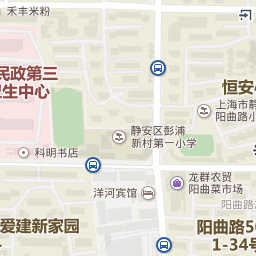 禾丰米粉
民政第三
卫生中心
恒安
上海市静
阳曲路小
静安区彭浦
新村第一小学
科明书店
龙群农贸
阳曲菜市场
洋河宾馆
爱建新家园
阳曲路5
1-34号